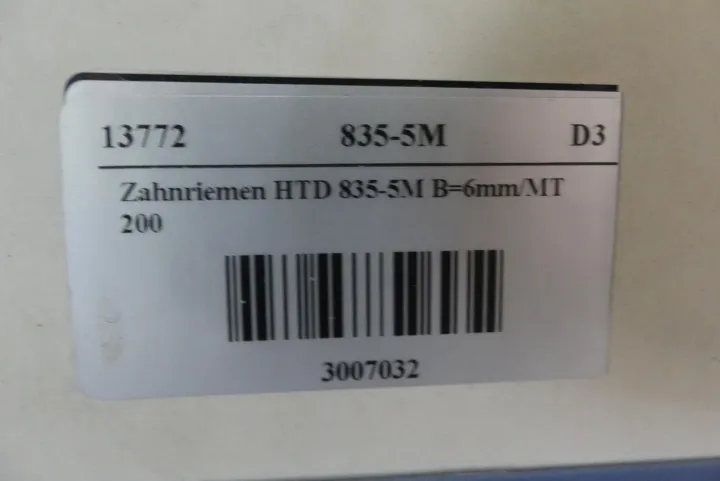 13772 835-5M D3
Zahnriemen HTD 835-5M B=6mm/MT
200
3007032